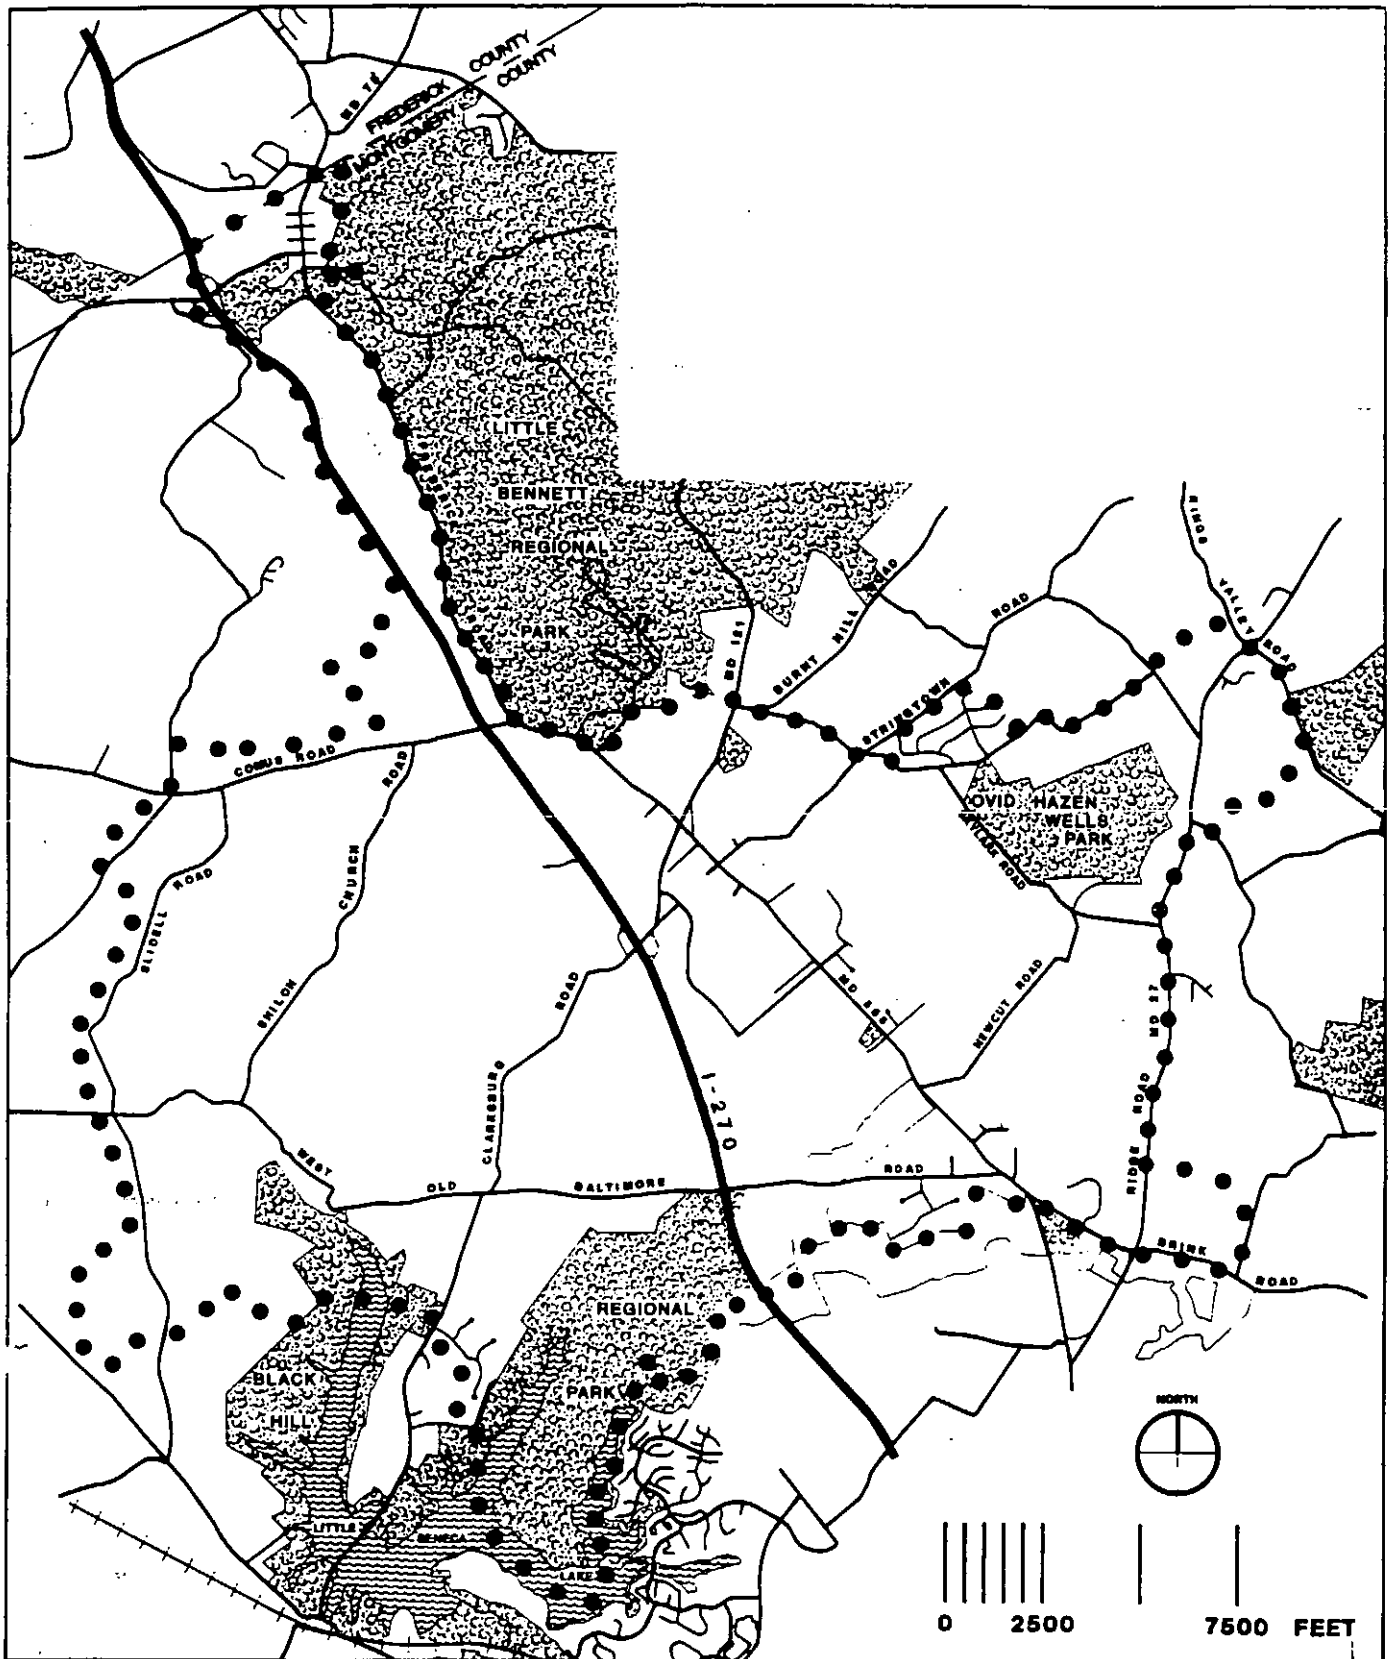 FREDERICK COUNTY
MONTGOMERY COUNTY
LITTLE
BENNETT
REGIONAL
PARK
ROAD
MD 121
BURNT HILL ROAD
STRINGTOWN ROAD
KINGS VALLEY ROAD
COMUS ROAD
OVID HAZEN
WELLS
PARK
ROAD
SLIDELL ROAD
SHILOH CHURCH ROAD
CLARKSBURG ROAD
NEWCUT ROAD
MD 27
RIDGE ROAD
I-270
WEST OLD BALTIMORE ROAD
BRINK ROAD
REGIONAL
PARK
BLACK
HILL
LITTLE
SENECA
LAKE
NORTH
0 2500 7500 FEET